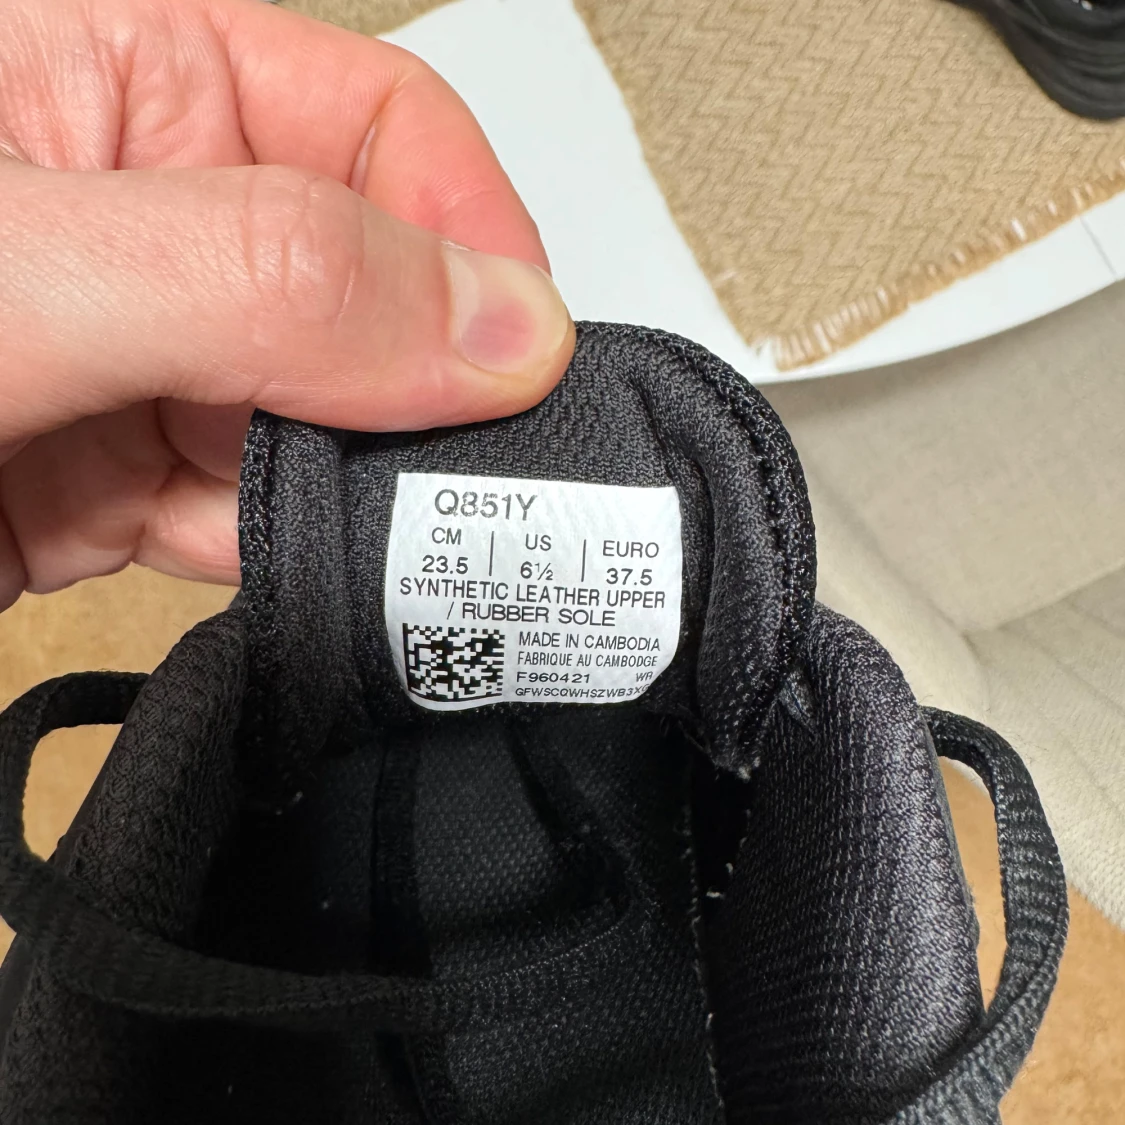 Q851Y
CM | US | EURO
23.5 | 6½ | 37.5
SYNTHETIC LEATHER UPPER
/ RUBBER SOLE
MADE IN CAMBODIA
FABRIQUE AU CAMBODGE
F960421 WR